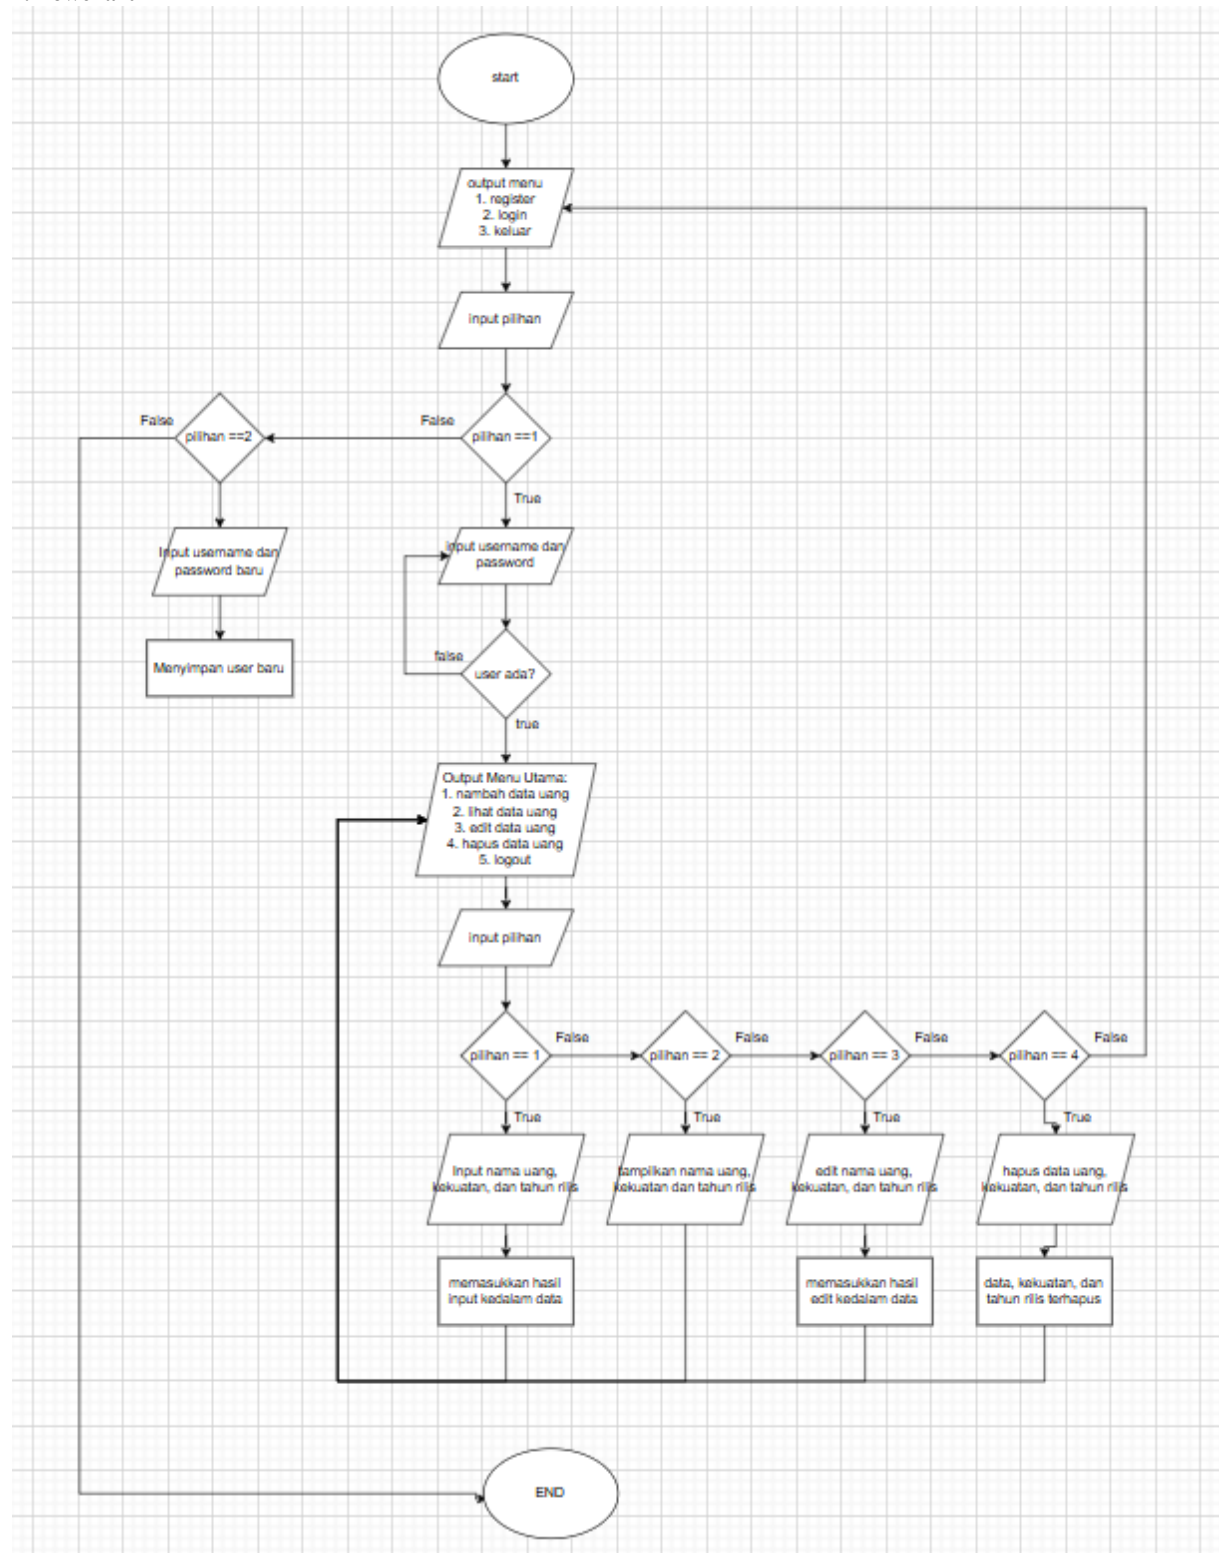 start
output menu
1. register
2. login
3. keluar
input pilihan
False
pilihan ==2
False
pilihan ==1
True
Input username dan
password baru
input username dan
password
Menyimpan user baru
false
user ada?
true
Output Menu Utama:
1. nambah data uang
2. lihat data uang
3. edit data uang
4. hapus data uang
5. logout
input pilihan
pilihan == 1
False
pilihan == 2
False
pilihan == 3
False
pilihan == 4
False
True
True
True
True
Input nama uang,
kekuatan, dan tahun rilis
tampilkan nama uang,
kekuatan dan tahun rilis
edit nama uang,
kekuatan, dan tahun rilis
hapus data uang,
kekuatan, dan tahun rilis
memasukkan hasil
input kedalam data
memasukkan hasil
edit kedalam data
data, kekuatan, dan
tahun rilis terhapus
END